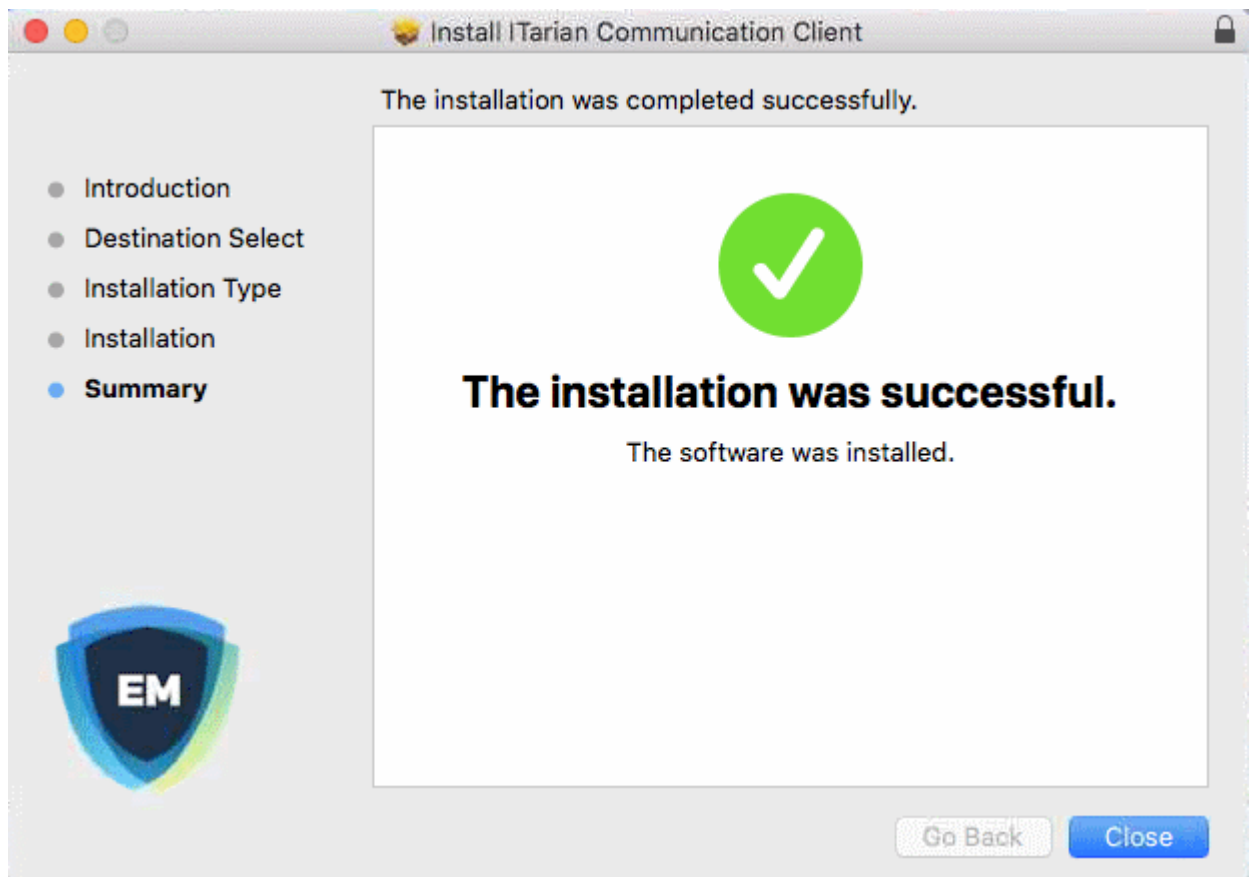 Install ITarian Communication Client
The installation was completed successfully.
Introduction
Destination Select
Installation Type
Installation
Summary
The installation was successful.
The software was installed.
EM
Go Back
Close